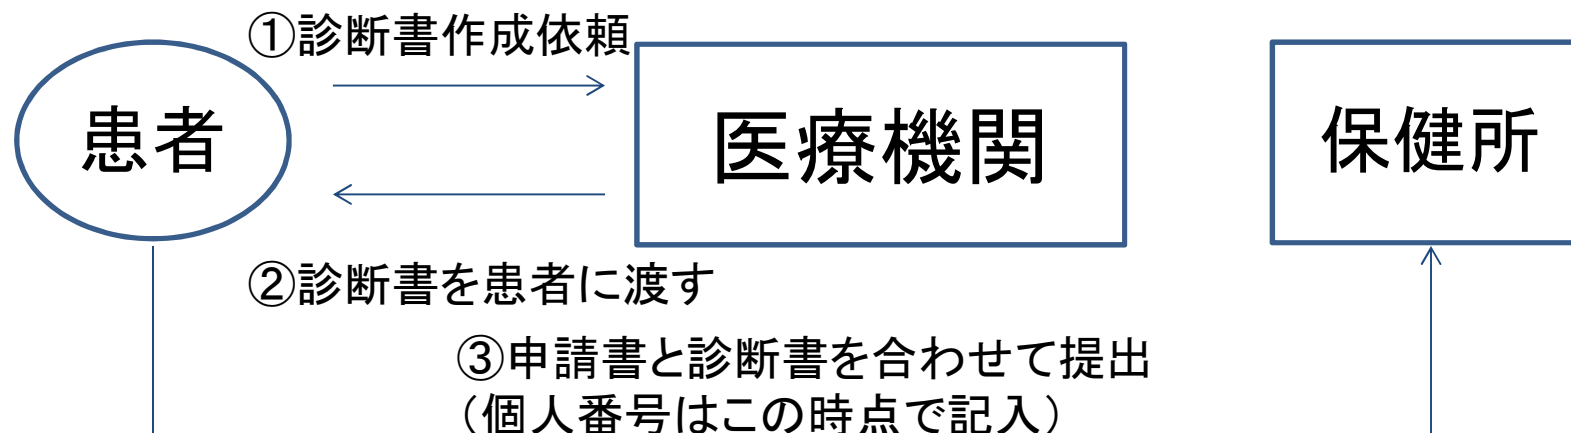 ①診断書作成依頼
患者
医療機関
保健所
②診断書を患者に渡す
③申請書と診断書を合わせて提出
（個人番号はこの時点で記入）